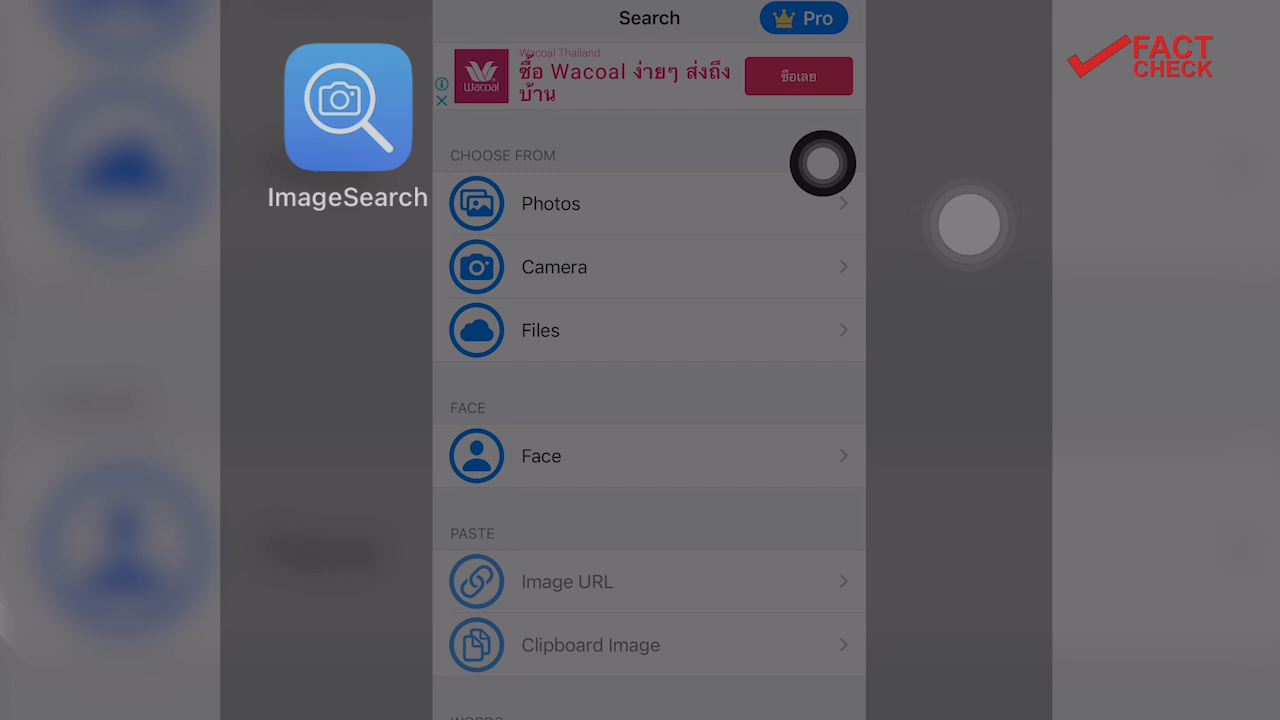 Search
Pro
FACT
CHECK
Wacoal Thailand
ซื้อ Wacoal ง่ายๆ ส่งถึง
บ้าน
Wacoal
ซื้อเลย
CHOOSE FROM
ImageSearch
Photos
Camera
Files
FACE
Face
PASTE
Image URL
Clipboard Image
WORDS